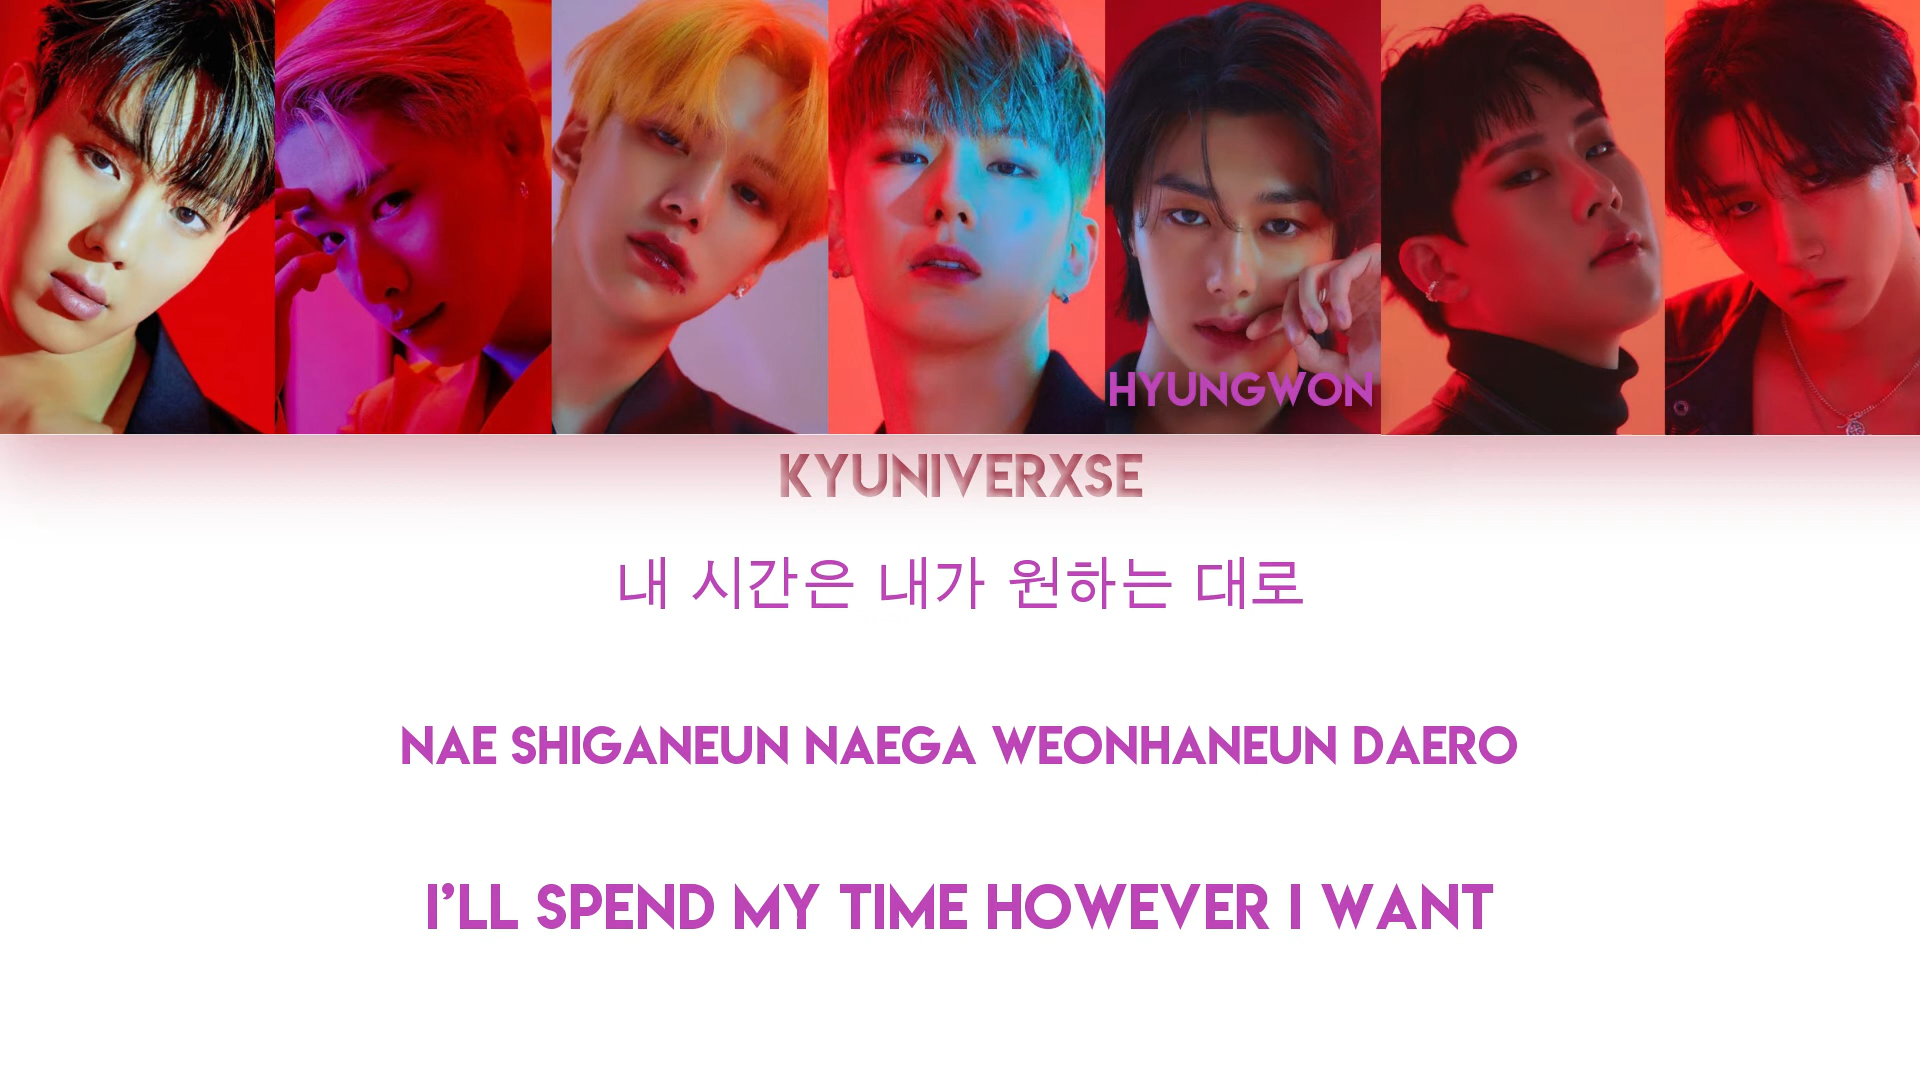 HYUNGWON
KYUNIVERXSE
내 시간은 내가 원하는 대로
NAE SHIGANEUN NAEGA WEONHANEUN DAERO
I'LL SPEND MY TIME HOWEVER I WANT